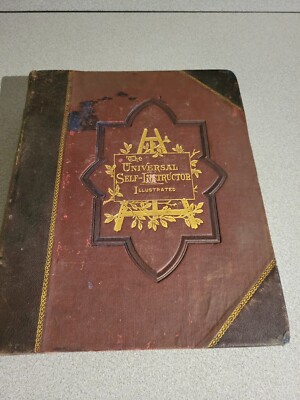 The
UNIVERSAL
SELF-INSTRUCTOR
ILLUSTRATED